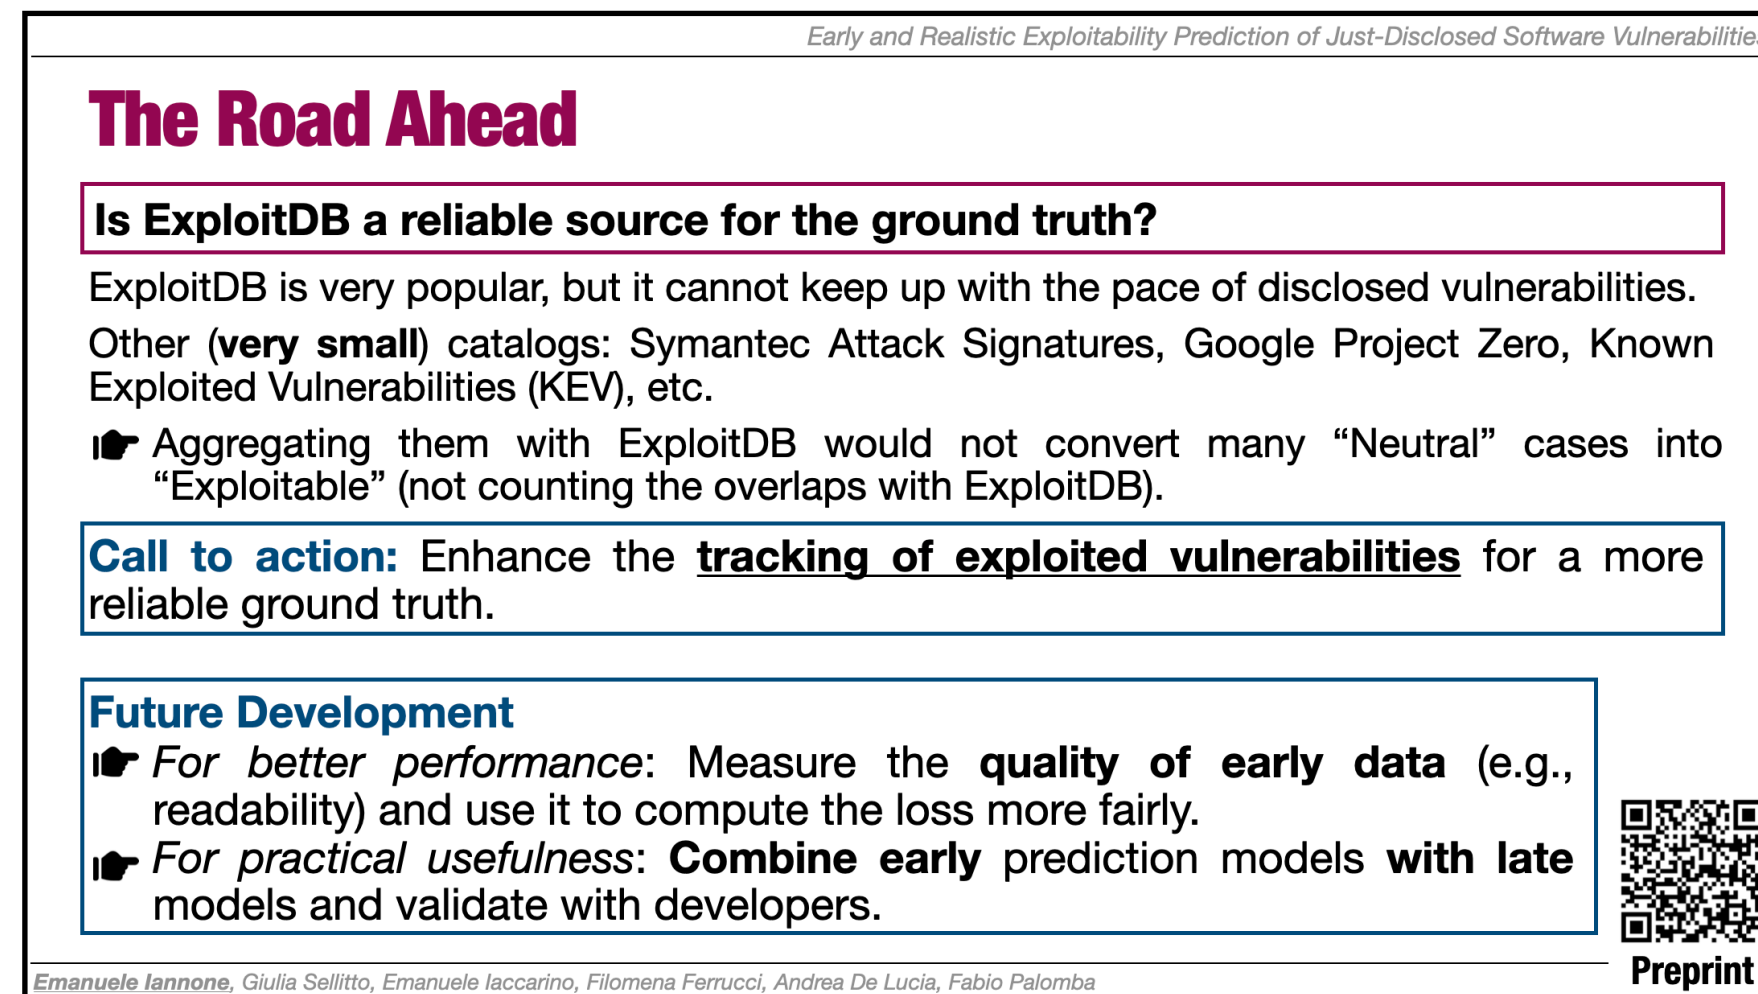 Early and Realistic Exploitability Prediction of Just-Disclosed Software Vulnerabilities
The Road Ahead
Is ExploitDB a reliable source for the ground truth?
ExploitDB is very popular, but it cannot keep up with the pace of disclosed vulnerabilities.
Other (very small) catalogs: Symantec Attack Signatures, Google Project Zero, Known
Exploited Vulnerabilities (KEV), etc.
Aggregating them with ExploitDB would not convert many “Neutral” cases into
“Exploitable” (not counting the overlaps with ExploitDB).
Call to action: Enhance the tracking of exploited vulnerabilities for a more
reliable ground truth.
Future Development
For better performance: Measure the quality of early data (e.g.,
readability) and use it to compute the loss more fairly.
For practical usefulness: Combine early prediction models with late
models and validate with developers.
Preprint
Emanuele Iannone, Giulia Sellitto, Emanuele Iaccarino, Filomena Ferrucci, Andrea De Lucia, Fabio Palomba